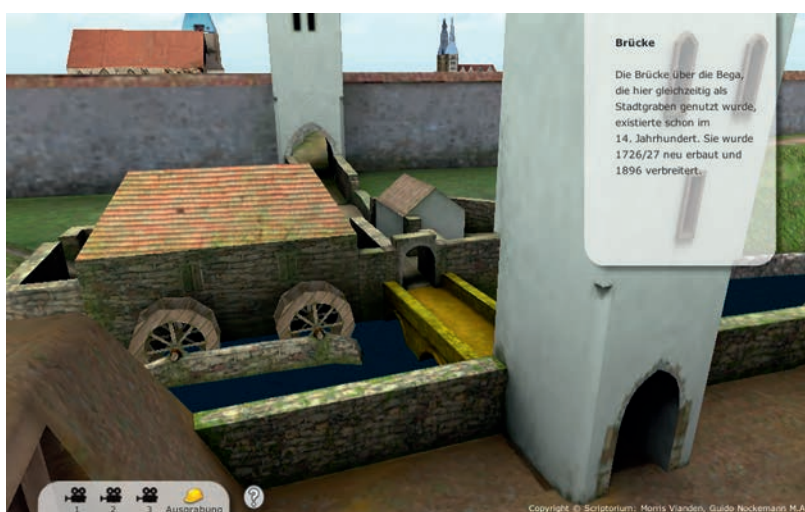 Brücke
Die Brücke über die Bega,
die hier gleichzeitig als
Stadtgraben genutzt wurde,
existierte schon im
14. Jahrhundert. Sie wurde
1726/27 neu erbaut und
1896 verbreitert.
1 2 3 Ausgrabung ?
Copyright © Scriptorium; Morris Vianden, Guido Nockemann M.A